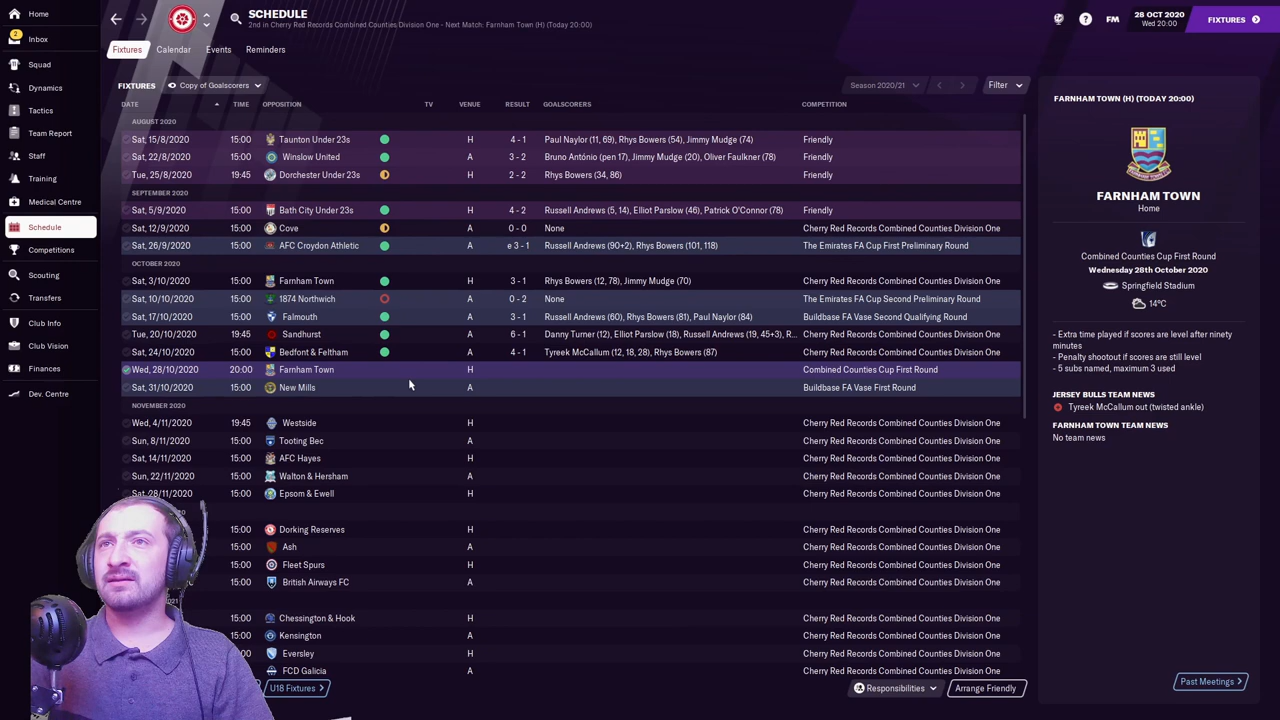 Home
2
Inbox
Squad
Dynamics
Tactics
Team Report
Staff
Training
Medical Centre
Schedule
Competitions
Scouting
Transfers
Club Info
Club Vision
Finances
Dev. Centre
SCHEDULE
2nd in Cherry Red Records Combined Counties Division One - Next Match: Farnham Town (H) (Today 20:00)
FM
28 OCT 2020
Wed 20:00
FIXTURES
Fixtures Calendar Events Reminders
FIXTURES Copy of Goalscorers Season 2020/21 Filter
DATE TIME OPPOSITION TV VENUE RESULT GOALSCORERS COMPETITION
AUGUST 2020
Sat, 15/8/2020 15:00 Taunton Under 23s H 4 - 1 Paul Naylor (11, 69), Rhys Bowers (54), Jimmy Mudge (74) Friendly
Sat, 22/8/2020 15:00 Winslow United A 3 - 2 Bruno António (pen 17), Jimmy Mudge (20), Oliver Faulkner (78) Friendly
Tue, 25/8/2020 19:45 Dorchester Under 23s H 2 - 2 Rhys Bowers (34, 86) Friendly
SEPTEMBER 2020
Sat, 5/9/2020 15:00 Bath City Under 23s H 4 - 2 Russell Andrews (5, 14), Elliot Parslow (46), Patrick O'Connor (78) Friendly
Sat, 12/9/2020 15:00 Cove A 0 - 0 None Cherry Red Records Combined Counties Division One
Sat, 26/9/2020 15:00 AFC Croydon Athletic A e 3 - 1 Russell Andrews (90+2), Rhys Bowers (101, 118) The Emirates FA Cup First Preliminary Round
OCTOBER 2020
Sat, 3/10/2020 15:00 Farnham Town H 3 - 1 Rhys Bowers (12, 78), Jimmy Mudge (70) Cherry Red Records Combined Counties Division One
Sat, 10/10/2020 15:00 1874 Northwich A 0 - 2 None The Emirates FA Cup Second Preliminary Round
Sat, 17/10/2020 15:00 Falmouth A 3 - 1 Russell Andrews (60), Rhys Bowers (81), Paul Naylor (84) Buildbase FA Vase Second Qualifying Round
Tue, 20/10/2020 19:45 Sandhurst A 6 - 1 Danny Turner (12), Elliot Parslow (18), Russell Andrews (19, 45+3), R... Cherry Red Records Combined Counties Division One
Sat, 24/10/2020 15:00 Bedfont & Feltham A 4 - 1 Tyreek McCallum (12, 18, 28), Rhys Bowers (87) Cherry Red Records Combined Counties Division One
Wed, 28/10/2020 20:00 Farnham Town H Combined Counties Cup First Round
Sat, 31/10/2020 15:00 New Mills A Buildbase FA Vase First Round
NOVEMBER 2020
Wed, 4/11/2020 19:45 Westside H Cherry Red Records Combined Counties Division One
Sun, 8/11/2020 15:00 Tooting Bec A Cherry Red Records Combined Counties Division One
Sat, 14/11/2020 15:00 AFC Hayes H Cherry Red Records Combined Counties Division One
Sun, 22/11/2020 15:00 Walton & Hersham A Cherry Red Records Combined Counties Division One
Sat, 28/11/2020 15:00 Epsom & Ewell H Cherry Red Records Combined Counties Division One
15:00 Dorking Reserves H Cherry Red Records Combined Counties Division One
15:00 Ash A Cherry Red Records Combined Counties Division One
15:00 Fleet Spurs H Cherry Red Records Combined Counties Division One
15:00 British Airways FC A Cherry Red Records Combined Counties Division One
15:00 Chessington & Hook H Cherry Red Records Combined Counties Division One
15:00 Kensington A Cherry Red Records Combined Counties Division One
Eversley H Cherry Red Records Combined Counties Division One
FCD Galicia A Cherry Red Records Combined Counties Division One
U18 Fixtures Responsibilities Arrange Friendly
FARNHAM TOWN (H) (TODAY 20:00)
FARNHAM TOWN
Home
Combined Counties Cup First Round
Wednesday 28th October 2020
Springfield Stadium
14°C
- Extra time played if scores are level after ninety
minutes
- Penalty shootout if scores are still level
- 5 subs named, maximum 3 used
JERSEY BULLS TEAM NEWS
Tyreek McCallum out (twisted ankle)
FARNHAM TOWN TEAM NEWS
No team news
Past Meetings